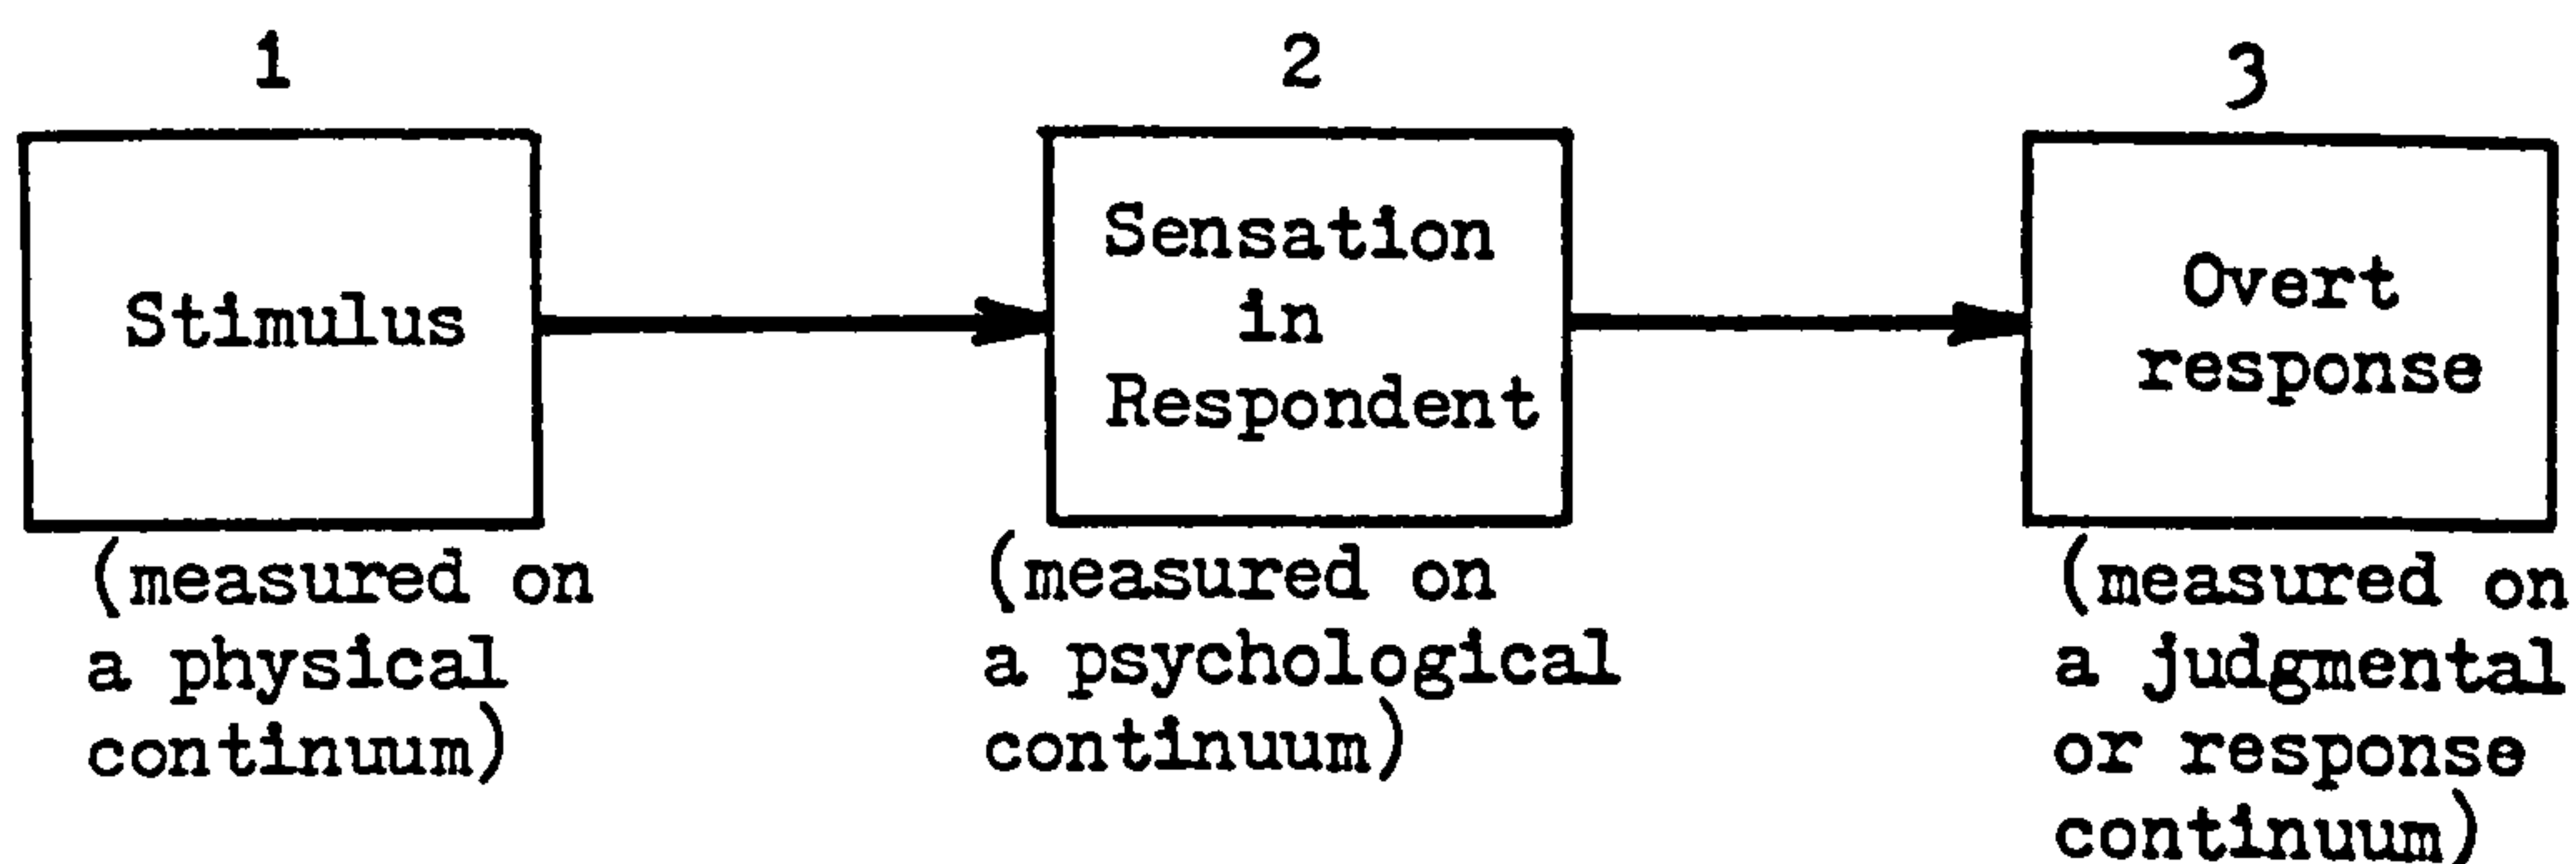 1
Stimulus
(measured on
a physical
continuum)
2
Sensation
in
Respondent
(measured on
a psychological
continuum)
3
Overt
response
(measured on
a judgmental
or response
continuum)